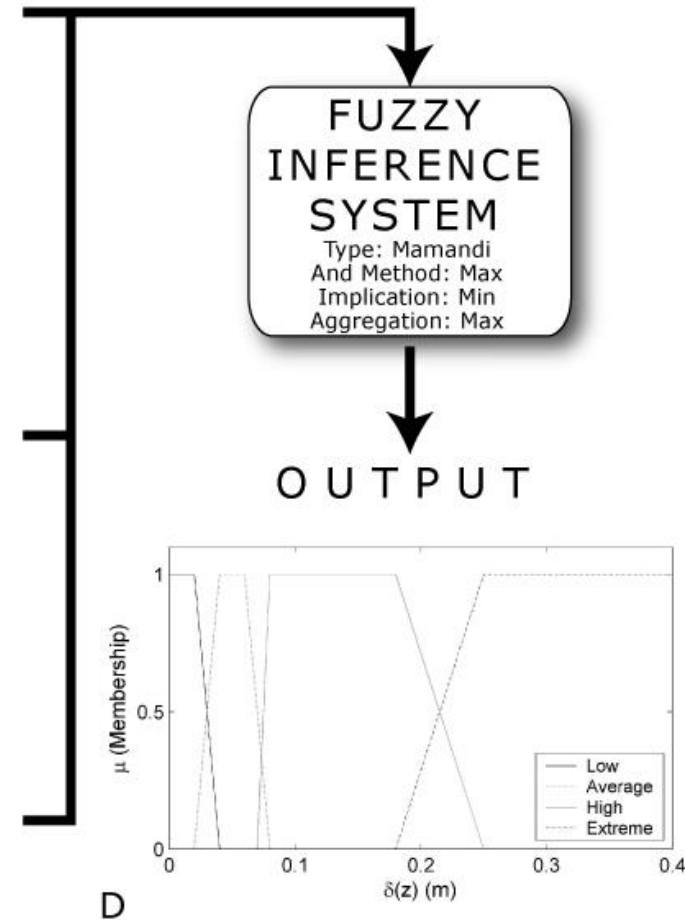 FUZZY
INFERENCE
SYSTEM
Type: Mamandi
And Method: Max
Implication: Min
Aggregation: Max
OUTPUT
1
0.5
0
μ (Membership)
Low
Average
High
Extreme
0 0.1 0.2 0.3 0.4
δ(z) (m)
D